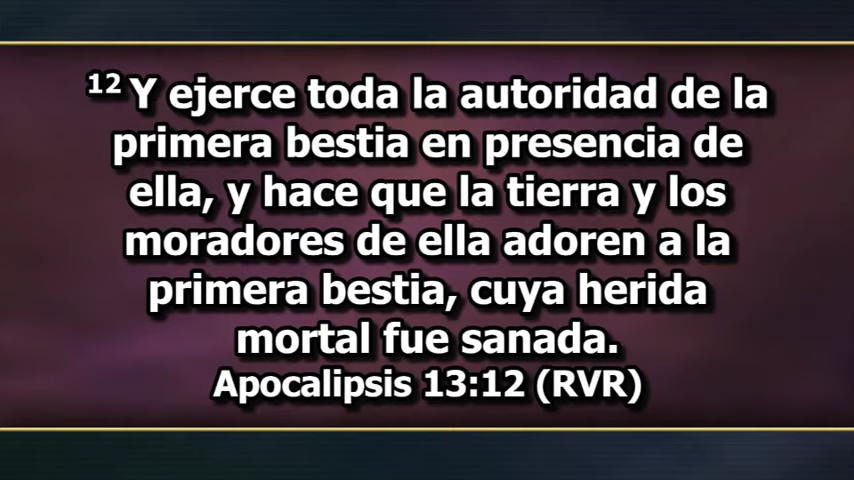 12 Y ejerce toda la autoridad de la
primera bestia en presencia de
ella, y hace que la tierra y los
moradores de ella adoren a la
primera bestia, cuya herida
mortal fue sanada.
Apocalipsis 13:12 (RVR)